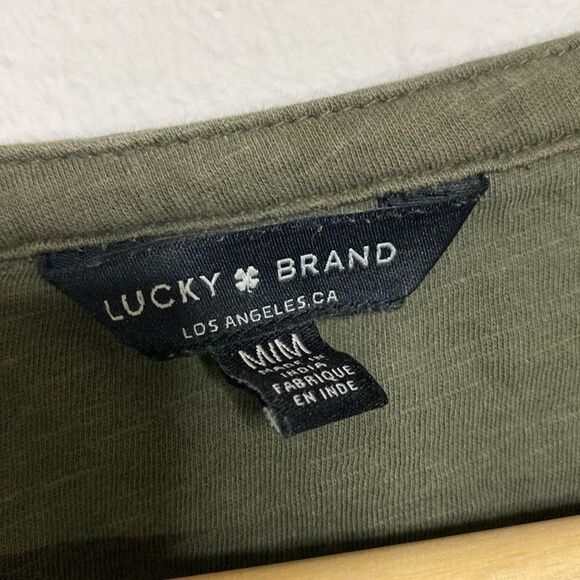 LUCKY BRAND
LOS ANGELES, CA
M/M
MADE IN
INDIA
FABRIQUE
EN INDE